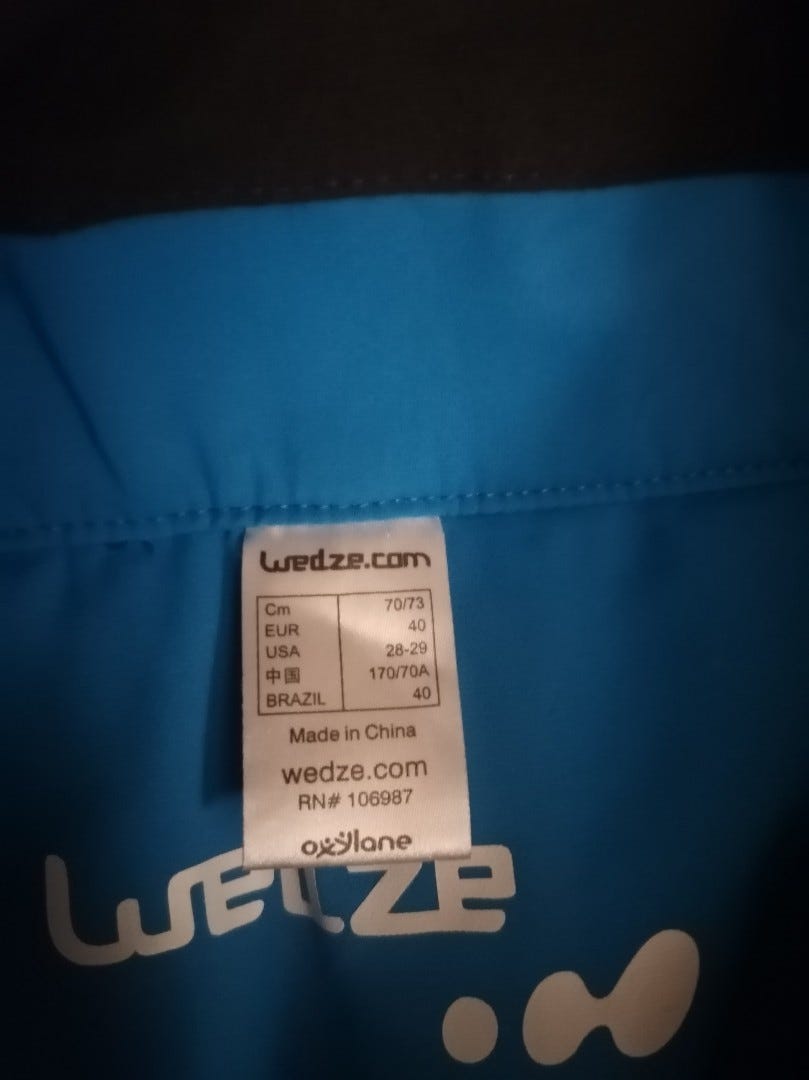 wedze.com
Cm 70/73
EUR 40
USA 28-29
中国 170/70A
BRAZIL 40
Made in China
wedze.com
RN# 106987
oxylane
wedze